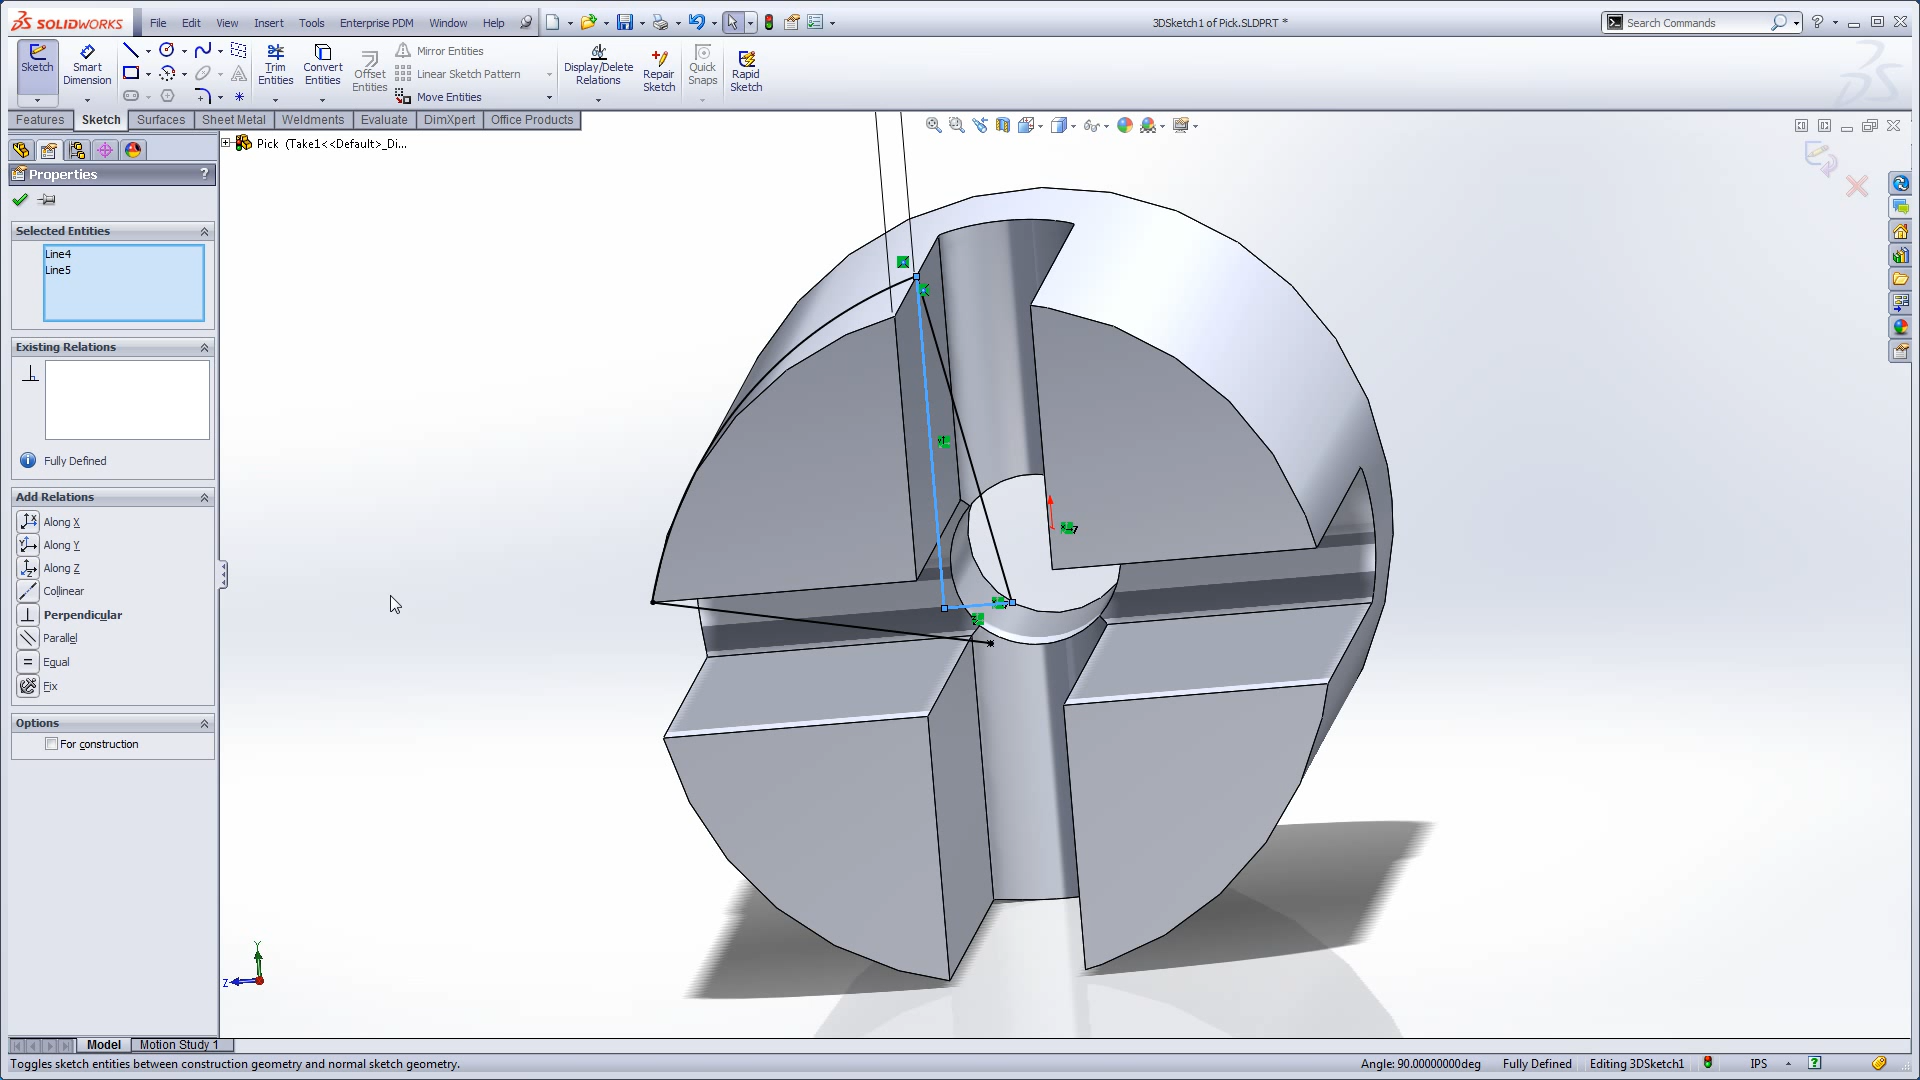 SOLIDWORKS File Edit View Insert Tools Enterprise PDM Window Help 3DSketch1 of Pick.SLDPRT * Search Commands ?
Sketch Smart Dimension Trim Entities Convert Entities Offset Entities Mirror Entities Linear Sketch Pattern Move Entities Display/Delete Relations Repair Sketch Quick Snaps Rapid Sketch
Features Sketch Surfaces Sheet Metal Weldments Evaluate DimXpert Office Products
Pick (Take1<<Default>_Di...
Properties ?
Selected Entities
Line4
Line5
Existing Relations
Fully Defined
Add Relations
Along X
Along Y
Along Z
Collinear
Perpendicular
Parallel
Equal
Fix
Options
For construction
Y
Z
Model Motion Study 1
Toggles sketch entities between construction geometry and normal sketch geometry. Angle: 90.00000000deg Fully Defined Editing 3DSketch1 IPS ?